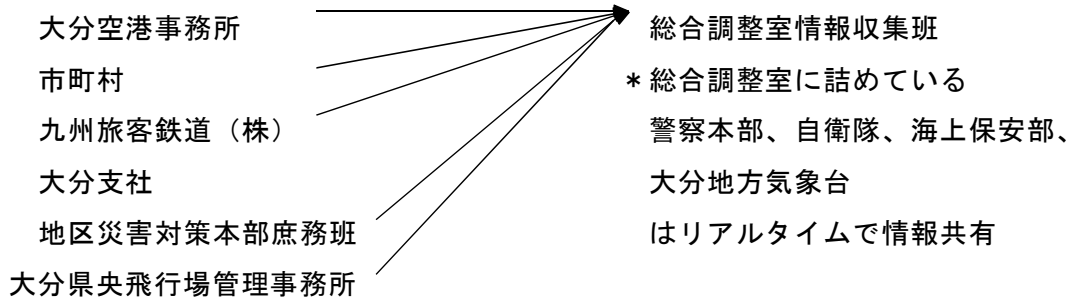 大分空港事務所
市町村
九州旅客鉄道（株）
大分支社
地区災害対策本部庶務班
大分県央飛行場管理事務所
総合調整室情報収集班
*総合調整室に詰めている
警察本部、自衛隊、海上保安部、
大分地方気象台
はリアルタイムで情報共有